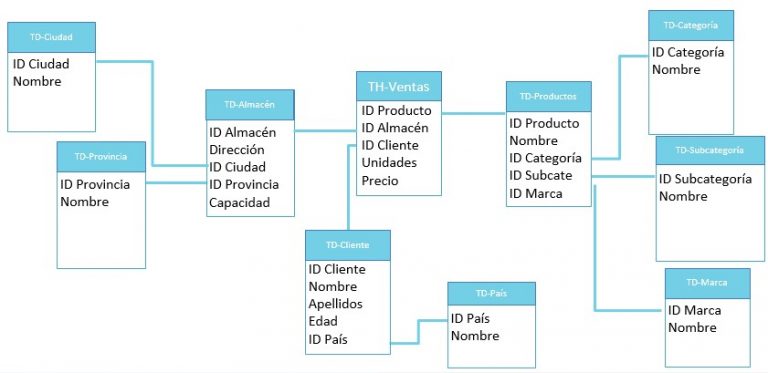 TD-Ciudad
ID Ciudad
Nombre
TD-Provincia
ID Provincia
Nombre
TD-Almacén
ID Almacén
Dirección
ID Ciudad
ID Provincia
Capacidad
TH-Ventas
ID Producto
ID Almacén
ID Cliente
Unidades
Precio
TD-Cliente
ID Cliente
Nombre
Apellidos
Edad
ID País
TD-País
ID País
Nombre
TD-Productos
ID Producto
Nombre
ID Categoría
ID Subcate
ID Marca
TD-Categoría
ID Categoría
Nombre
TD-Subcategoría
ID Subcategoría
Nombre
TD-Marca
ID Marca
Nombre